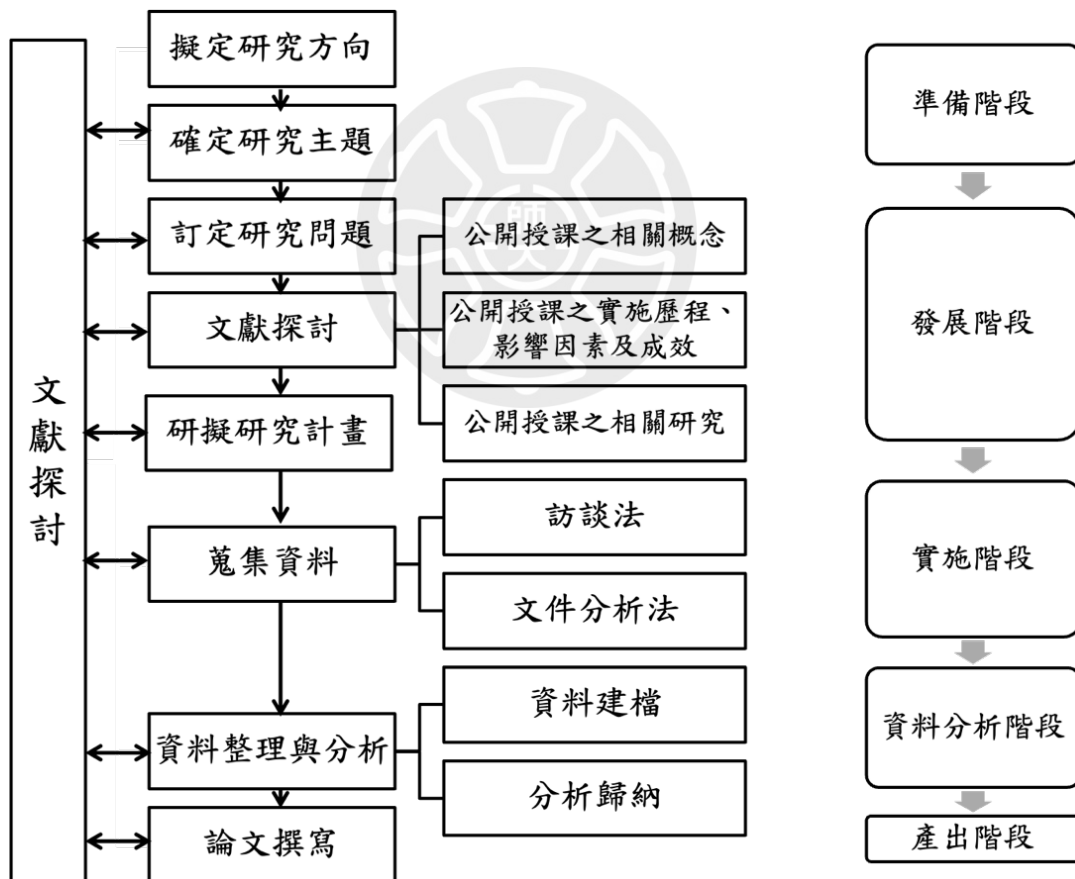 擬定研究方向
確定研究主題
訂定研究問題
文獻探討
研擬研究計畫
蒐集資料
資料整理與分析
論文撰寫
文獻探討
公開授課之相關概念
公開授課之實施歷程、
影響因素及成效
公開授課之相關研究
訪談法
文件分析法
資料建檔
分析歸納
準備階段
發展階段
實施階段
資料分析階段
產出階段
師大